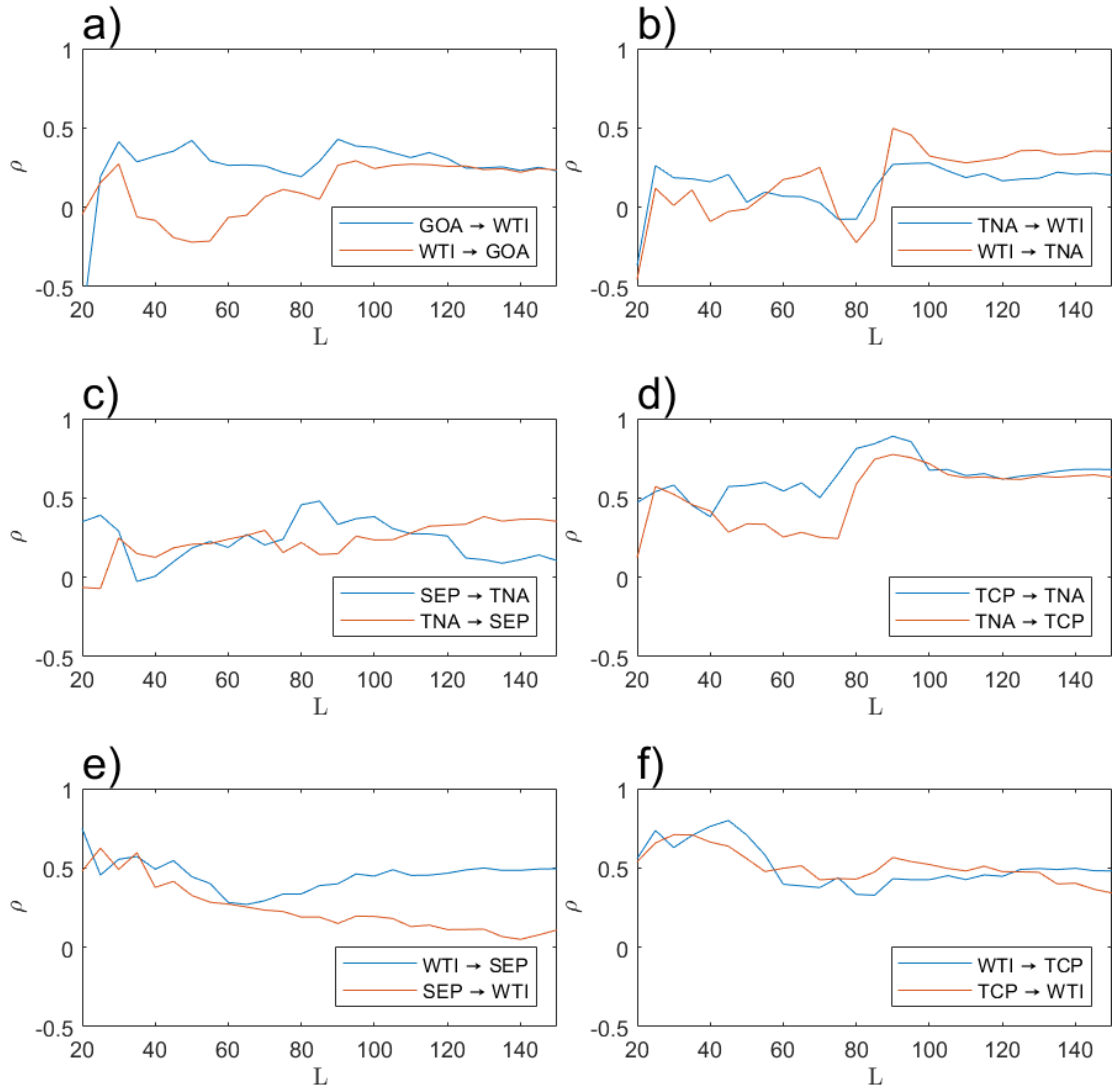 a)
1
0.5
0
-0.5
ρ
20 40 60 80 100 120 140
L
GOA → WTI
WTI → GOA
b)
1
0.5
0
-0.5
ρ
20 40 60 80 100 120 140
L
TNA → WTI
WTI → TNA
c)
1
0.5
0
-0.5
ρ
20 40 60 80 100 120 140
L
SEP → TNA
TNA → SEP
d)
1
0.5
0
-0.5
ρ
20 40 60 80 100 120 140
L
TCP → TNA
TNA → TCP
e)
1
0.5
0
-0.5
ρ
20 40 60 80 100 120 140
L
WTI → SEP
SEP → WTI
f)
1
0.5
0
-0.5
ρ
20 40 60 80 100 120 140
L
WTI → TCP
TCP → WTI